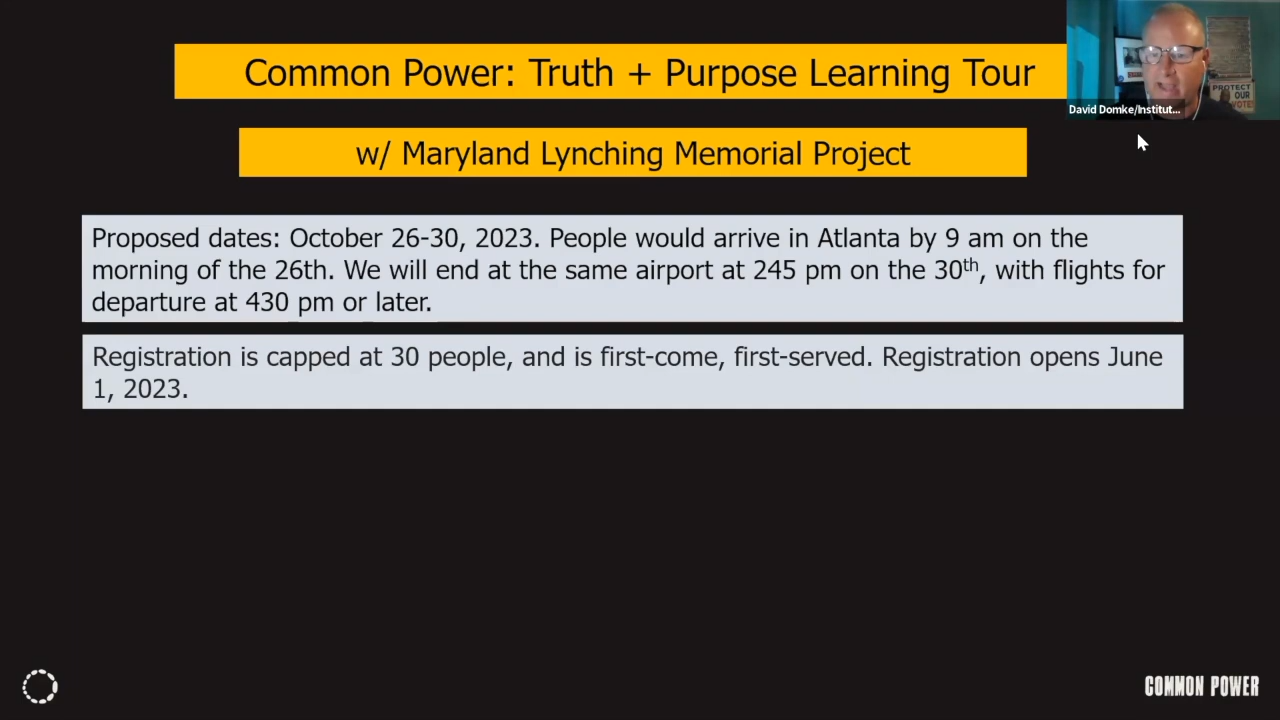 Common Power: Truth + Purpose Learning Tour
David Domke/Institut...
PROTECT
OUR
VOTE
w/ Maryland Lynching Memorial Project
Proposed dates: October 26-30, 2023. People would arrive in Atlanta by 9 am on the
morning of the 26th. We will end at the same airport at 245 pm on the 30th, with flights for
departure at 430 pm or later.
Registration is capped at 30 people, and is first-come, first-served. Registration opens June
1, 2023.
COMMON POWER